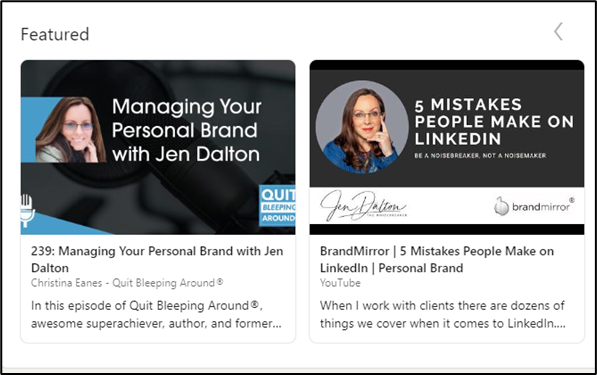 Featured
Managing Your
Personal Brand
with Jen Dalton
QUIT
BLEEPING
AROUND®
239: Managing Your Personal Brand with Jen
Dalton
Christina Eanes - Quit Bleeping Around®
In this episode of Quit Bleeping Around®,
awesome superachiever, author, and former...
5 MISTAKES
PEOPLE MAKE ON
LINKEDIN
BE A NOISEBREAKER, NOT A NOISEMAKER
Jen Dalton
THE NOISEBREAKER
brandmirror®
BrandMirror | 5 Mistakes People Make on
LinkedIn | Personal Brand
YouTube
When I work with clients there are dozens of
things we cover when it comes to LinkedIn....